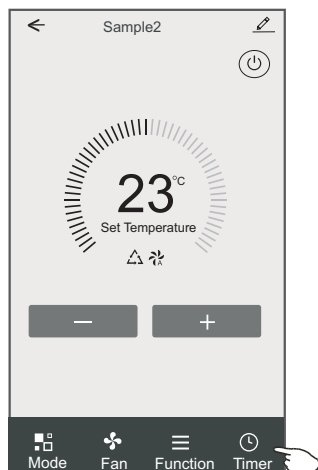 Sample2
23°C
Set Temperature
A
− +
Mode Fan Function Timer